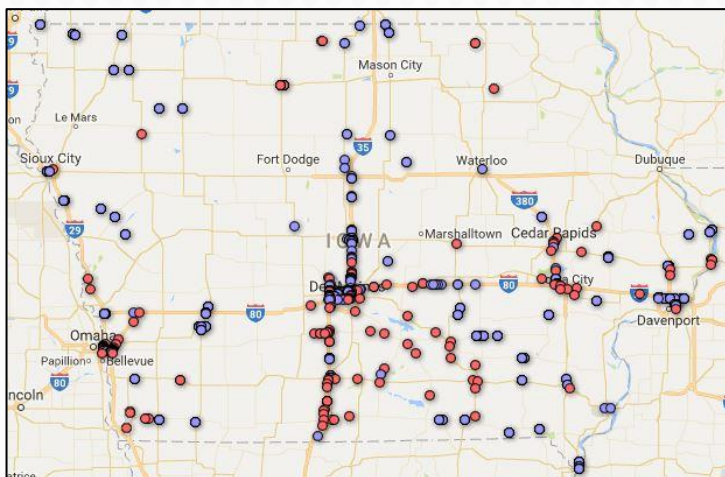 Mason City
Le Mars
Sioux City
Fort Dodge
35
Waterloo
Dubuque
380
29
IOWA
Marshalltown
Cedar Rapids
80
City
80
Davenport
Omaha
Papillion
Bellevue
80
ncoln